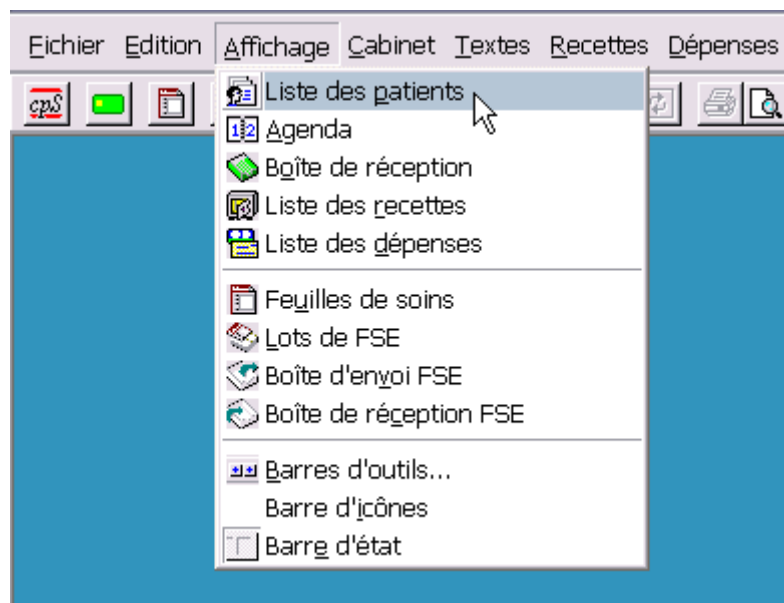 Fichier Edition Affichage Cabinet Textes Recettes Dépenses
cpS
Liste des patients
1 2 Agenda
Boîte de réception
Liste des recettes
Liste des dépenses
Feuilles de soins
Lots de FSE
Boîte d'envoi FSE
Boîte de réception FSE
Barres d'outils...
Barre d'icônes
Barre d'état